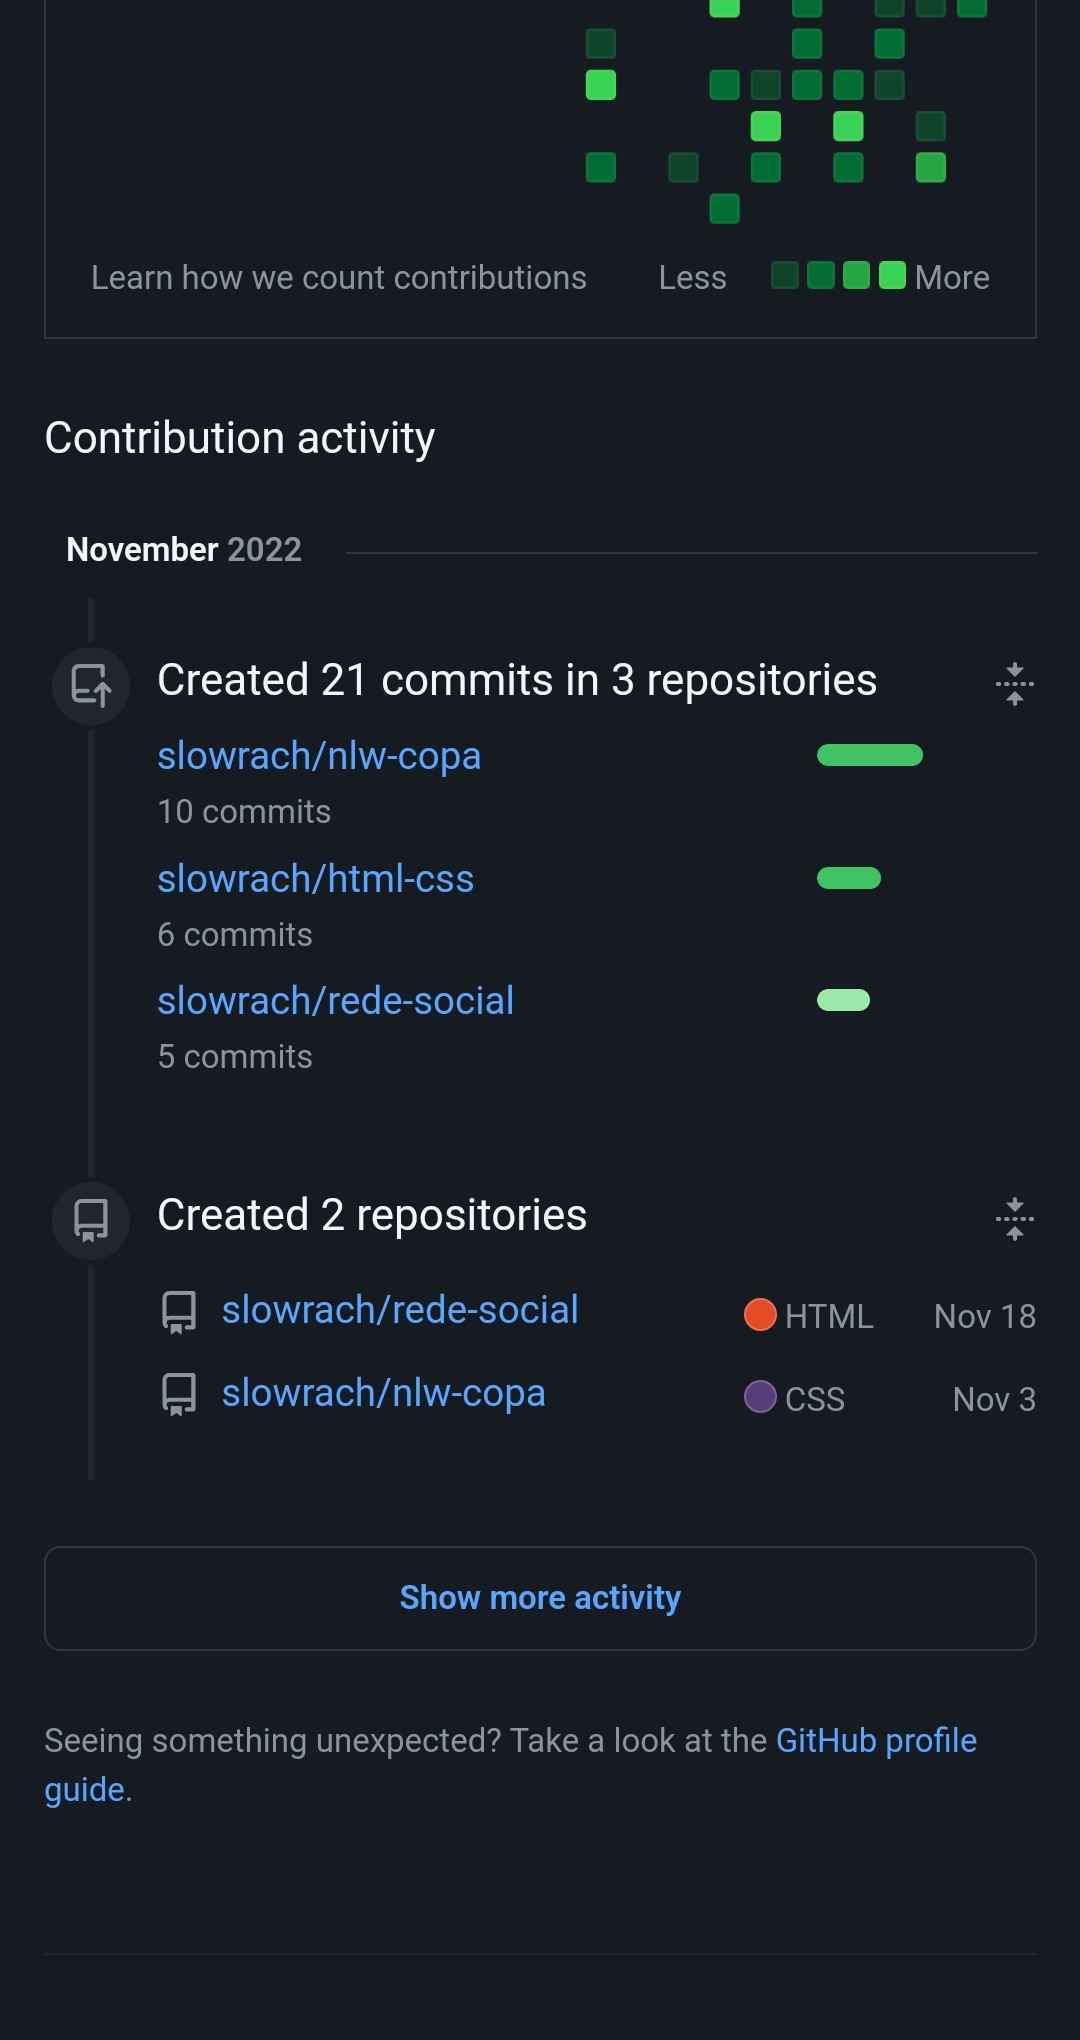 Learn how we count contributions Less More
Contribution activity
November 2022
Created 21 commits in 3 repositories
slowrach/nlw-copa
10 commits
slowrach/html-css
6 commits
slowrach/rede-social
5 commits
Created 2 repositories
slowrach/rede-social HTML Nov 18
slowrach/nlw-copa CSS Nov 3
Show more activity
Seeing something unexpected? Take a look at the GitHub profile
guide.